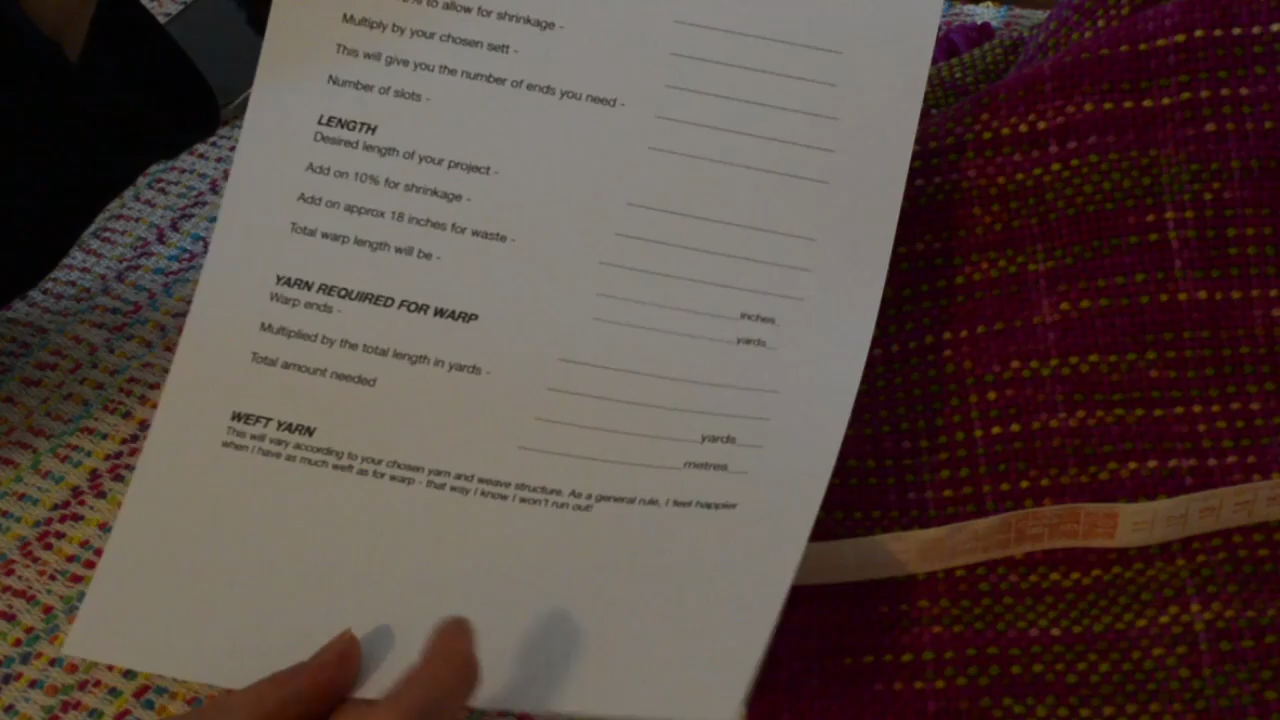 to allow for shrinkage -
Multiply by your chosen sett -
This will give you the number of ends you need -
Number of slots -
LENGTH
Desired length of your project -
Add on 10% for shrinkage -
Add on approx 18 inches for waste -
Total warp length will be -
inches
yards
YARN REQUIRED FOR WARP
Warp ends -
Multiplied by the total length in yards -
Total amount needed
yards
metres
WEFT YARN
This will vary according to your chosen yarn and weave structure. As a general rule, I feel happier
when I have as much weft as for warp - that way I know I won't run out!